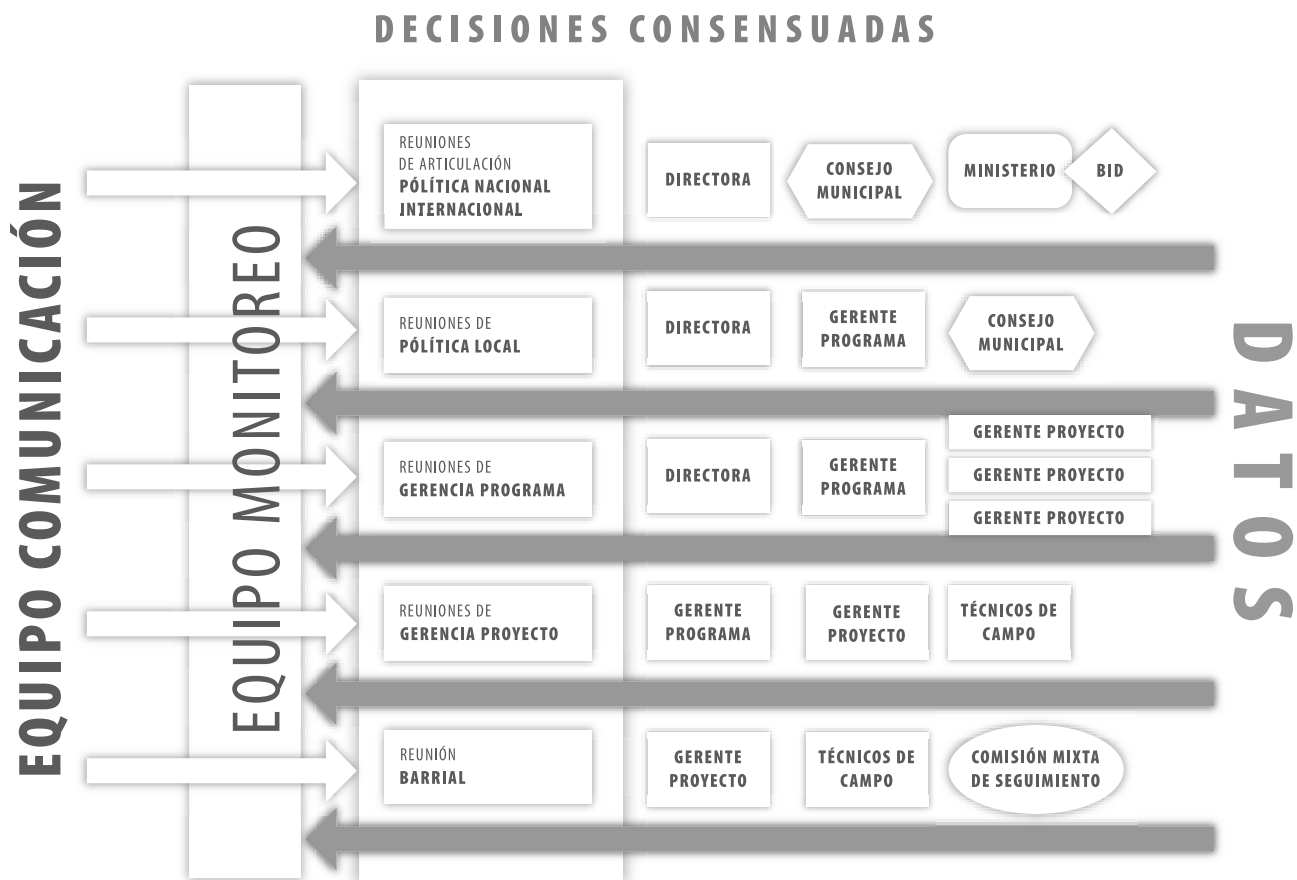 DECISIONES CONSENSUADAS
EQUIPO COMUNICACIÓN
EQUIPO MONITOREO
REUNIONES
DE ARTICULACIÓN
PÓLÍTICA NACIONAL
INTERNACIONAL
DIRECTORA
CONSEJO
MUNICIPAL
MINISTERIO
BID
REUNIONES DE
PÓLÍTICA LOCAL
DIRECTORA
GERENTE
PROGRAMA
CONSEJO
MUNICIPAL
REUNIONES DE
GERENCIA PROGRAMA
DIRECTORA
GERENTE
PROGRAMA
GERENTE PROYECTO
GERENTE PROYECTO
GERENTE PROYECTO
REUNIONES DE
GERENCIA PROYECTO
GERENTE
PROGRAMA
GERENTE
PROYECTO
TÉCNICOS DE
CAMPO
REUNIÓN
BARRIAL
GERENTE
PROYECTO
TÉCNICOS DE
CAMPO
COMISIÓN MIXTA
DE SEGUIMIENTO
DATOS